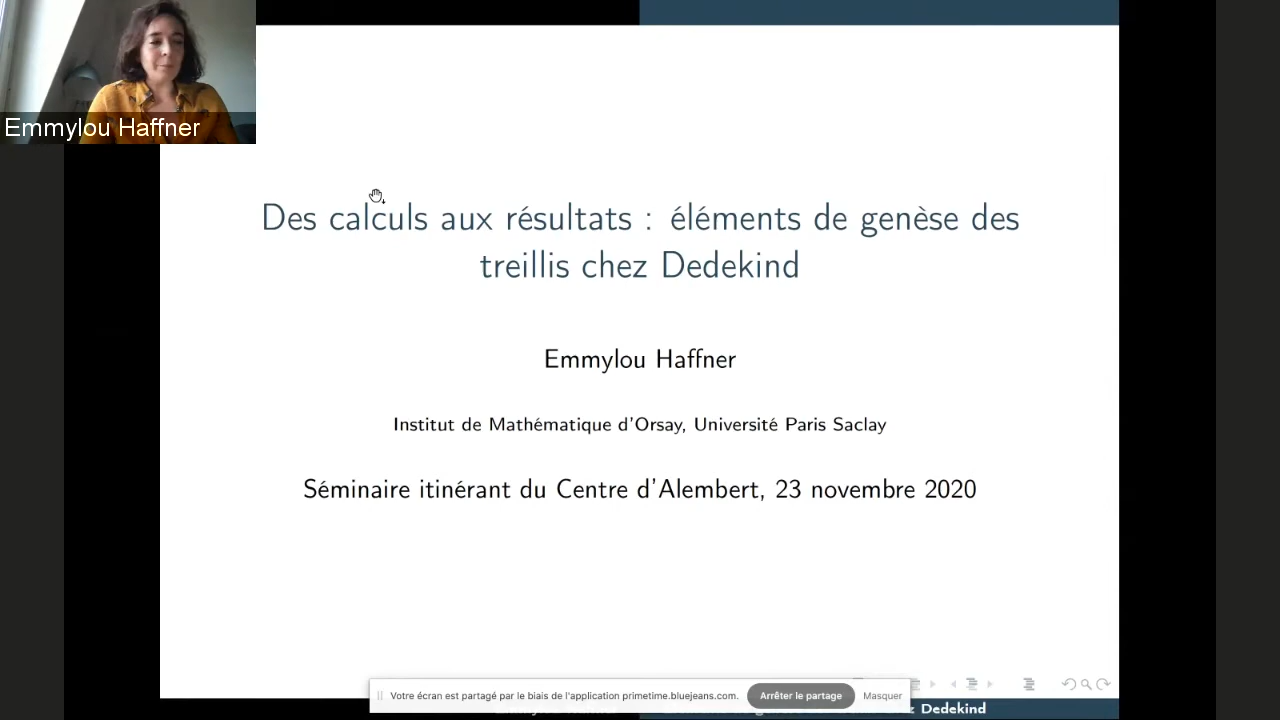 Emmylou Haffner
Des calculs aux résultats : éléments de genèse des
treillis chez Dedekind
Emmylou Haffner
Institut de Mathématique d'Orsay, Université Paris Saclay
Séminaire itinérant du Centre d'Alembert, 23 novembre 2020
Votre écran est partagé par le biais de l'application primetime.bluejeans.com.
Arrêter le partage
Masquer
Dedekind